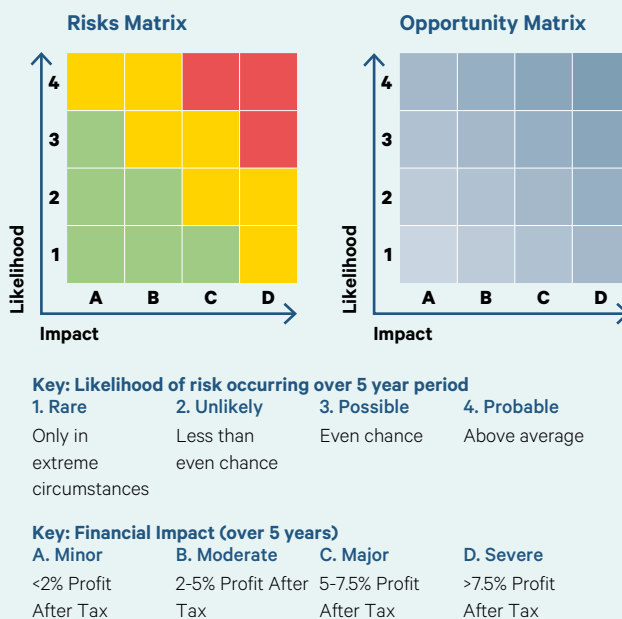 Risks Matrix
Opportunity Matrix
4
3
2
1
Likelihood
A B C D
Impact
4
3
2
1
Likelihood
A B C D
Impact
Key: Likelihood of risk occurring over 5 year period
1. Rare
Only in
extreme
circumstances
2. Unlikely
Less than
even chance
3. Possible
Even chance
4. Probable
Above average
Key: Financial Impact (over 5 years)
A. Minor
<2% Profit
After Tax
B. Moderate
2-5% Profit After
Tax
C. Major
5-7.5% Profit
After Tax
D. Severe
>7.5% Profit
After Tax